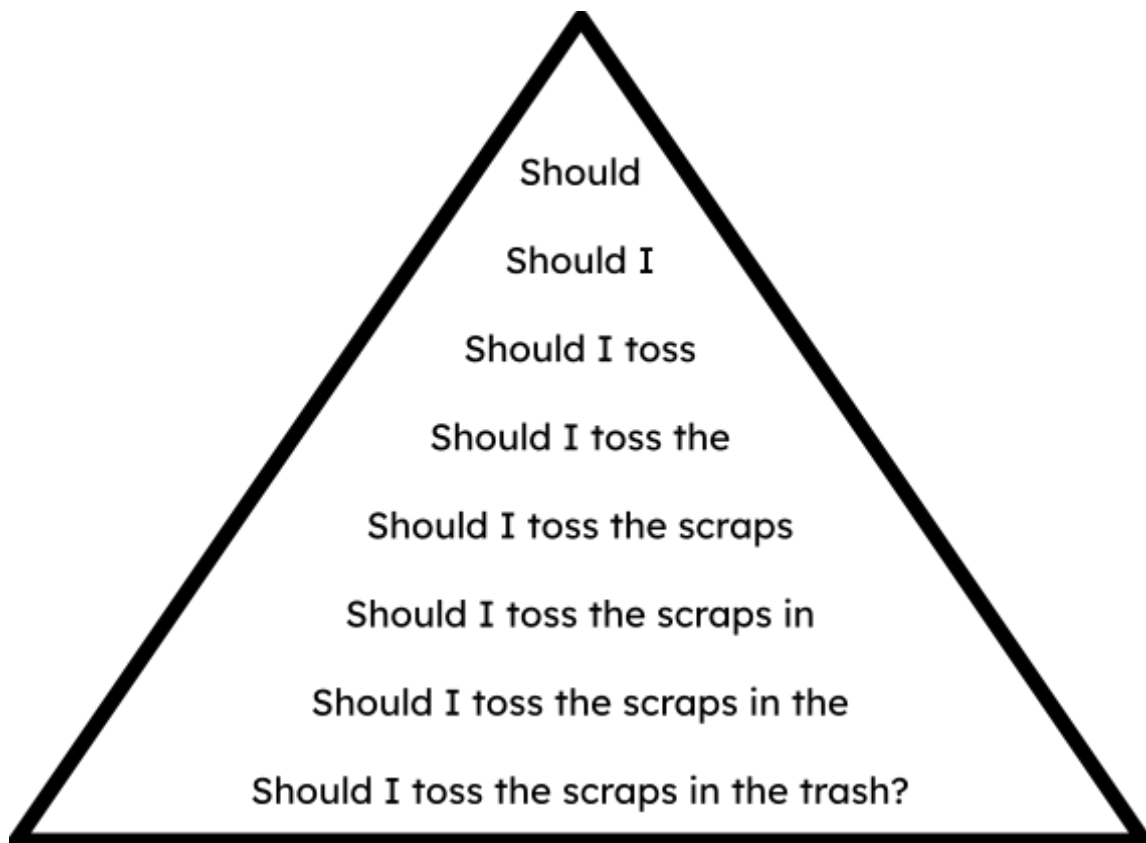 Should
Should I
Should I toss
Should I toss the
Should I toss the scraps
Should I toss the scraps in
Should I toss the scraps in the
Should I toss the scraps in the trash?